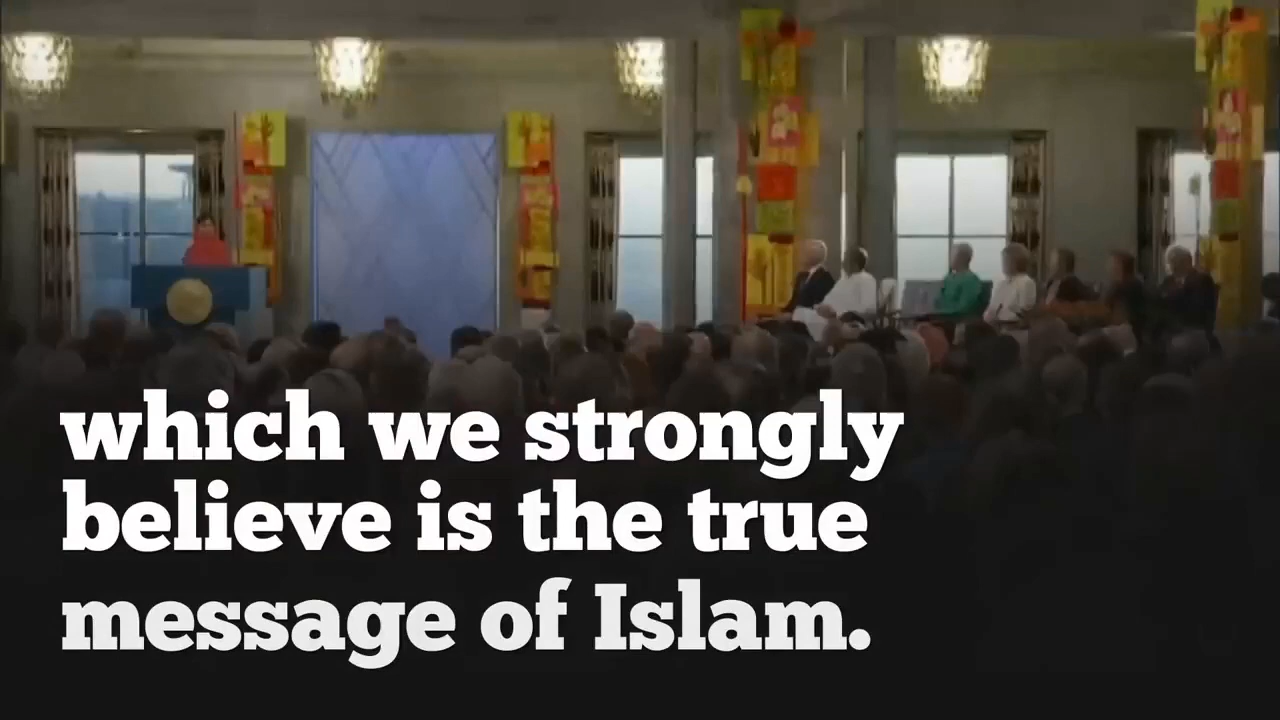 which we strongly
believe is the true
message of Islam.